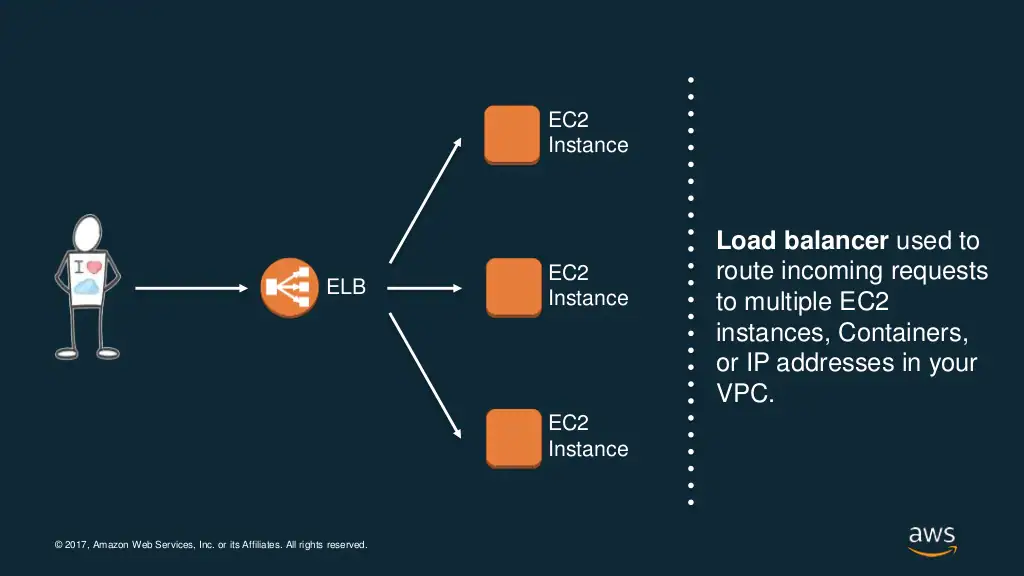 EC2
Instance
I
ELB
EC2
Instance
EC2
Instance
Load balancer used to
route incoming requests
to multiple EC2
instances, Containers,
or IP addresses in your
VPC.
© 2017, Amazon Web Services, Inc. or its Affiliates. All rights reserved.
aws